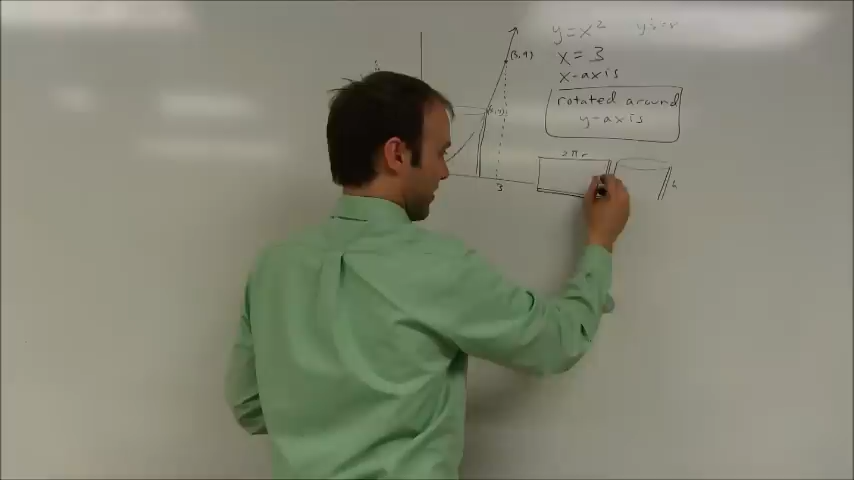 y = x²
x = 3
x-axis
rotated around
y-axis
(3,9)
3
2πr
h